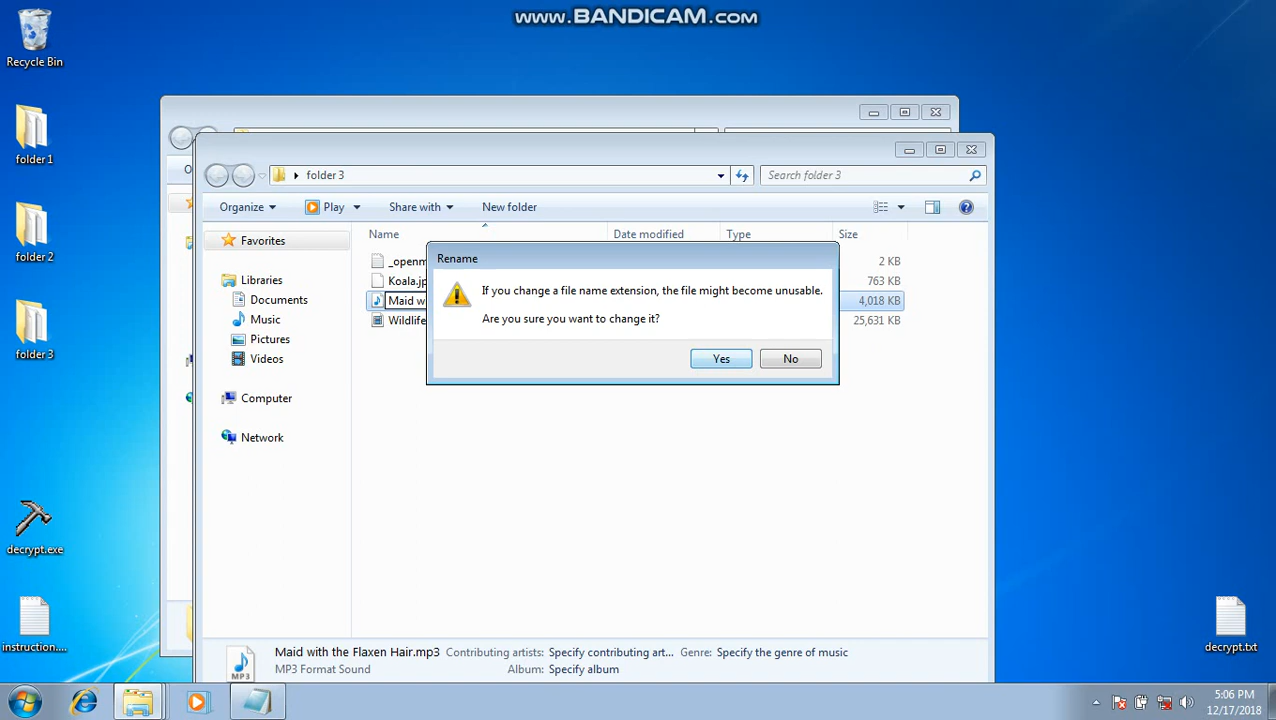 www.BANDICAM.com
Recycle Bin
folder 1
folder 2
folder 3
decrypt.exe
instruction....
decrypt.txt
folder 3
Search folder 3
Organize
Play
Share with
New folder
Name
Date modified
Type
Size
Favorites
Libraries
Documents
Music
Pictures
Videos
Computer
Network
_openm
2 KB
Koala.jp
763 KB
Maid w
4,018 KB
Wildlife
25,631 KB
Rename
If you change a file name extension, the file might become unusable.
Are you sure you want to change it?
Yes
No
Maid with the Flaxen Hair.mp3 Contributing artists: Specify contributing art... Genre: Specify the genre of music
MP3 Format Sound Album: Specify album
MP3
5:06 PM
12/17/2018